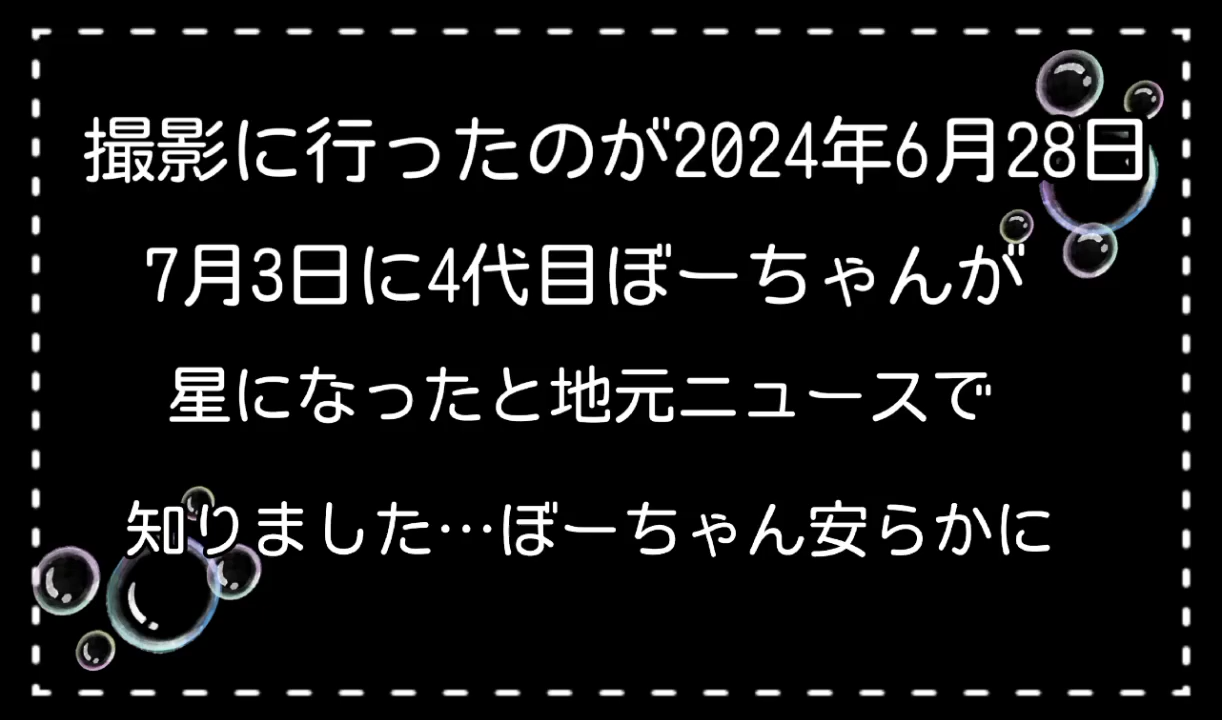 撮影に行ったのが2024年6月28日
7月3日に4代目ぼーちゃんが
星になったと地元ニュースで
知りました…ぼーちゃん安らかに